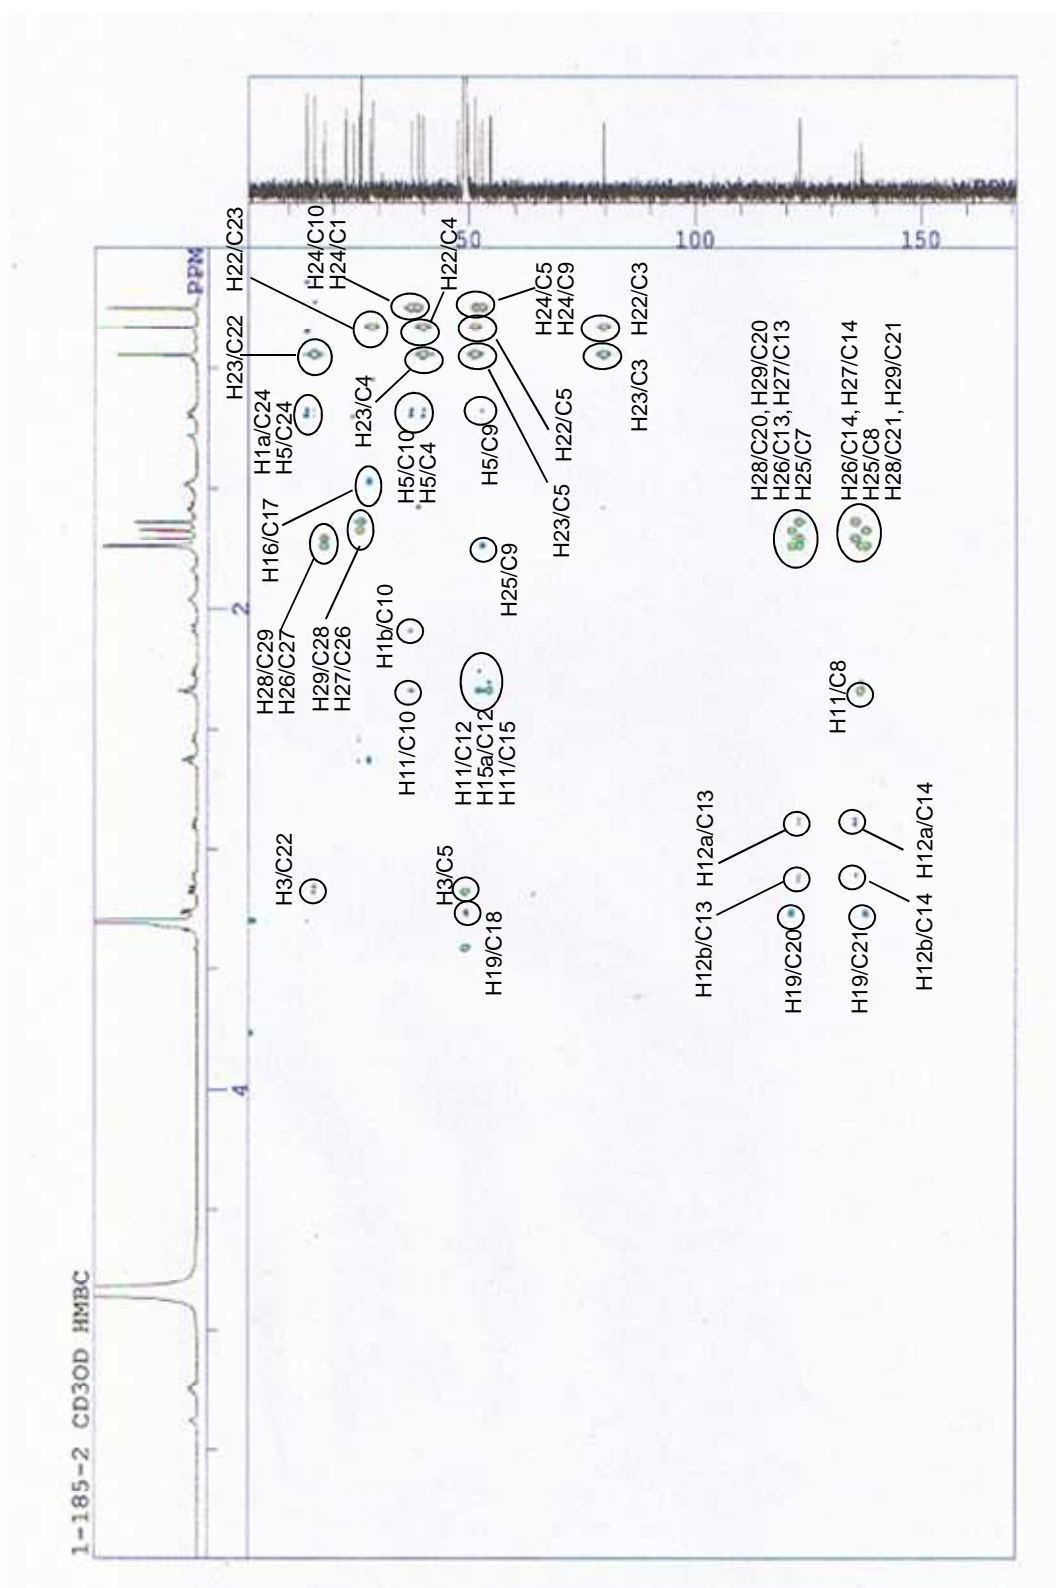 1-185-2 CD3OD HMBC
PPM
50
100
150
2
4
H22/C23
H24/C10
H24/C1
H22/C4
H24/C5
H24/C9
H22/C3
H23/C22
H23/C4
H22/C5
H23/C3
H28/C20, H29/C20
H26/C13, H27/C13
H25/C7
H26/C14, H27/C14
H25/C8
H28/C21, H29/C21
H1a/C24
H5/C24
H5/C10
H5/C4
H5/C9
H23/C5
H16/C17
H25/C9
H28/C29
H26/C27
H29/C28
H27/C26
H1b/C10
H11/C10
H11/C12
H15a/C12
H11/C15
H11/C8
H3/C22
H3/C5
H19/C18
H12a/C13
H12b/C13
H19/C20
H12a/C14
H12b/C14
H19/C21